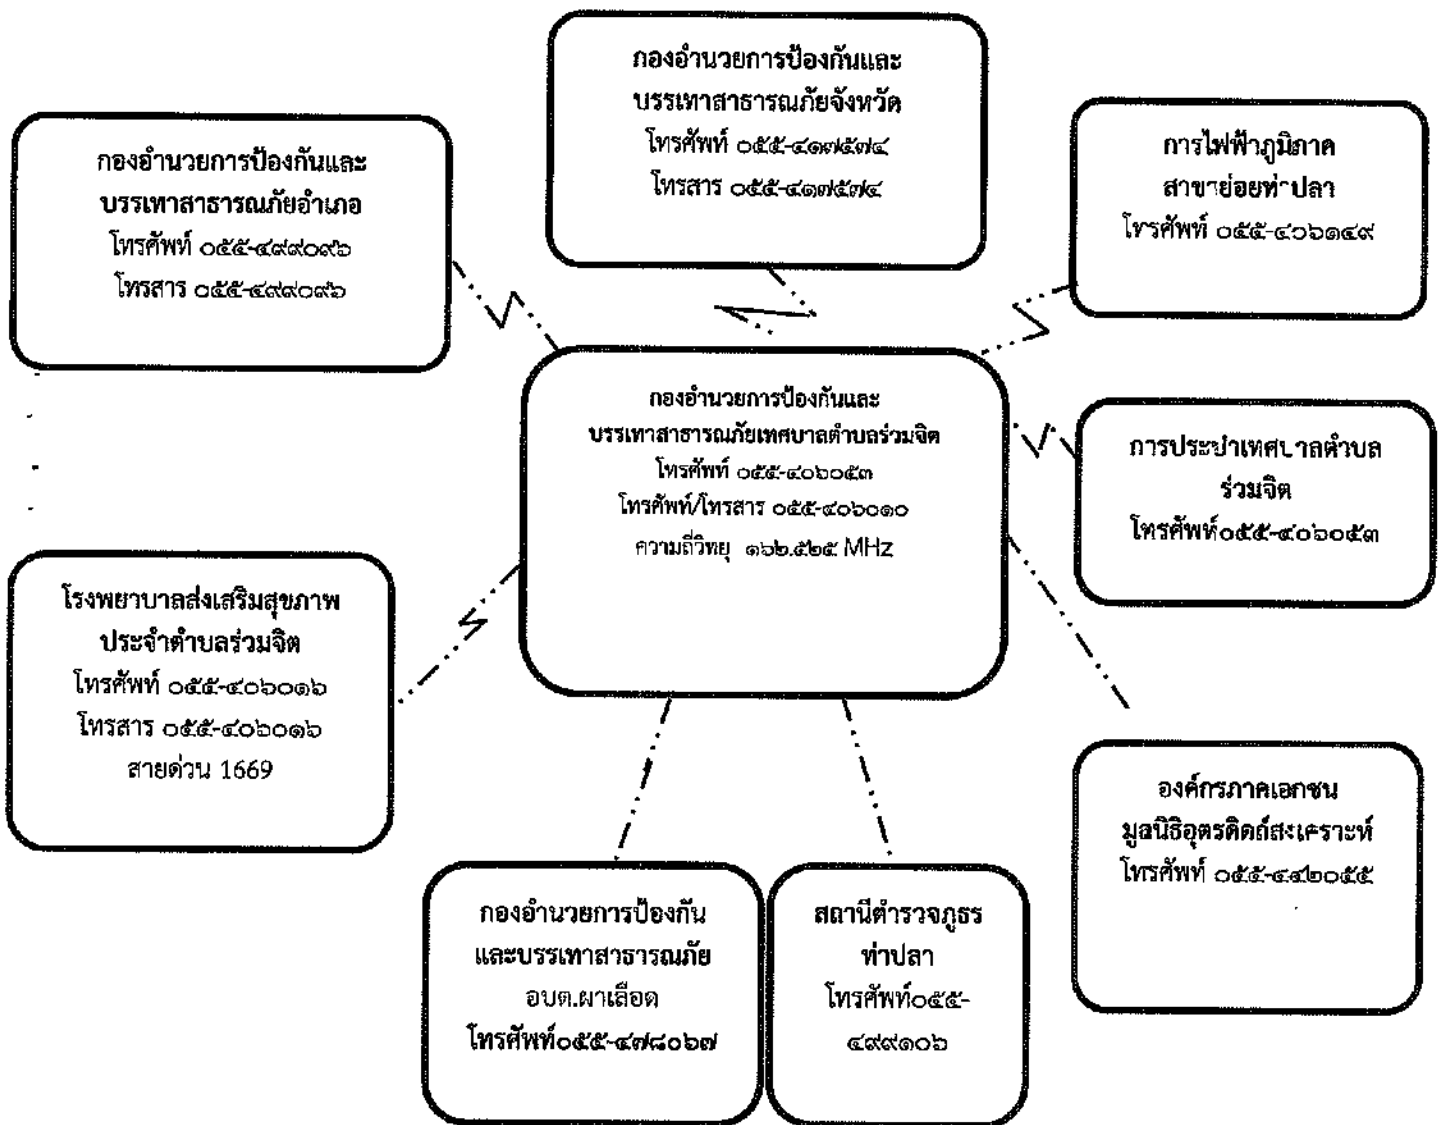 กองอำนวยการป้องกันและ
บรรเทาสาธารณภัยจังหวัด
โทรศัพท์ ๐๕๕-๔๑๗๕๗๔
โทรสาร ๐๕๕-๔๑๗๕๗๔
กองอำนวยการป้องกันและ
บรรเทาสาธารณภัยอำเภอ
โทรศัพท์ ๐๕๕-๔๙๙๐๙๖
โทรสาร ๐๕๕-๔๙๙๐๙๖
การไฟฟ้าภูมิภาค
สาขาย่อยท่าปลา
โทรศัพท์ ๐๕๕-๔๐๖๑๔๙
กองอำนวยการป้องกันและ
บรรเทาสาธารณภัยเทศบาลตำบลร่วมจิต
โทรศัพท์ ๐๕๕-๔๐๖๐๕๓
โทรศัพท์/โทรสาร ๐๕๕-๔๐๖๐๑๐
ความถี่วิทยุ ๑๖๒.๕๒๕ MHz
การประปาเทศบาลตำบล
ร่วมจิต
โทรศัพท์๐๕๕-๔๐๖๐๕๓
โรงพยาบาลส่งเสริมสุขภาพ
ประจำตำบลร่วมจิต
โทรศัพท์ ๐๕๕-๔๐๖๐๑๖
โทรสาร ๐๕๕-๔๐๖๐๑๖
สายด่วน 1669
องค์กรภาคเอกชน
มูลนิธิอุตรดิตถ์สงเคราะห์
โทรศัพท์ ๐๕๕-๔๔๒๐๕๕
กองอำนวยการป้องกัน
และบรรเทาสาธารณภัย
อบต.ผาเลือด
โทรศัพท์๐๕๕-๔๗๘๐๖๗
สถานีตำรวจภูธร
ท่าปลา
โทรศัพท์๐๕๕-
๔๙๙๑๐๖